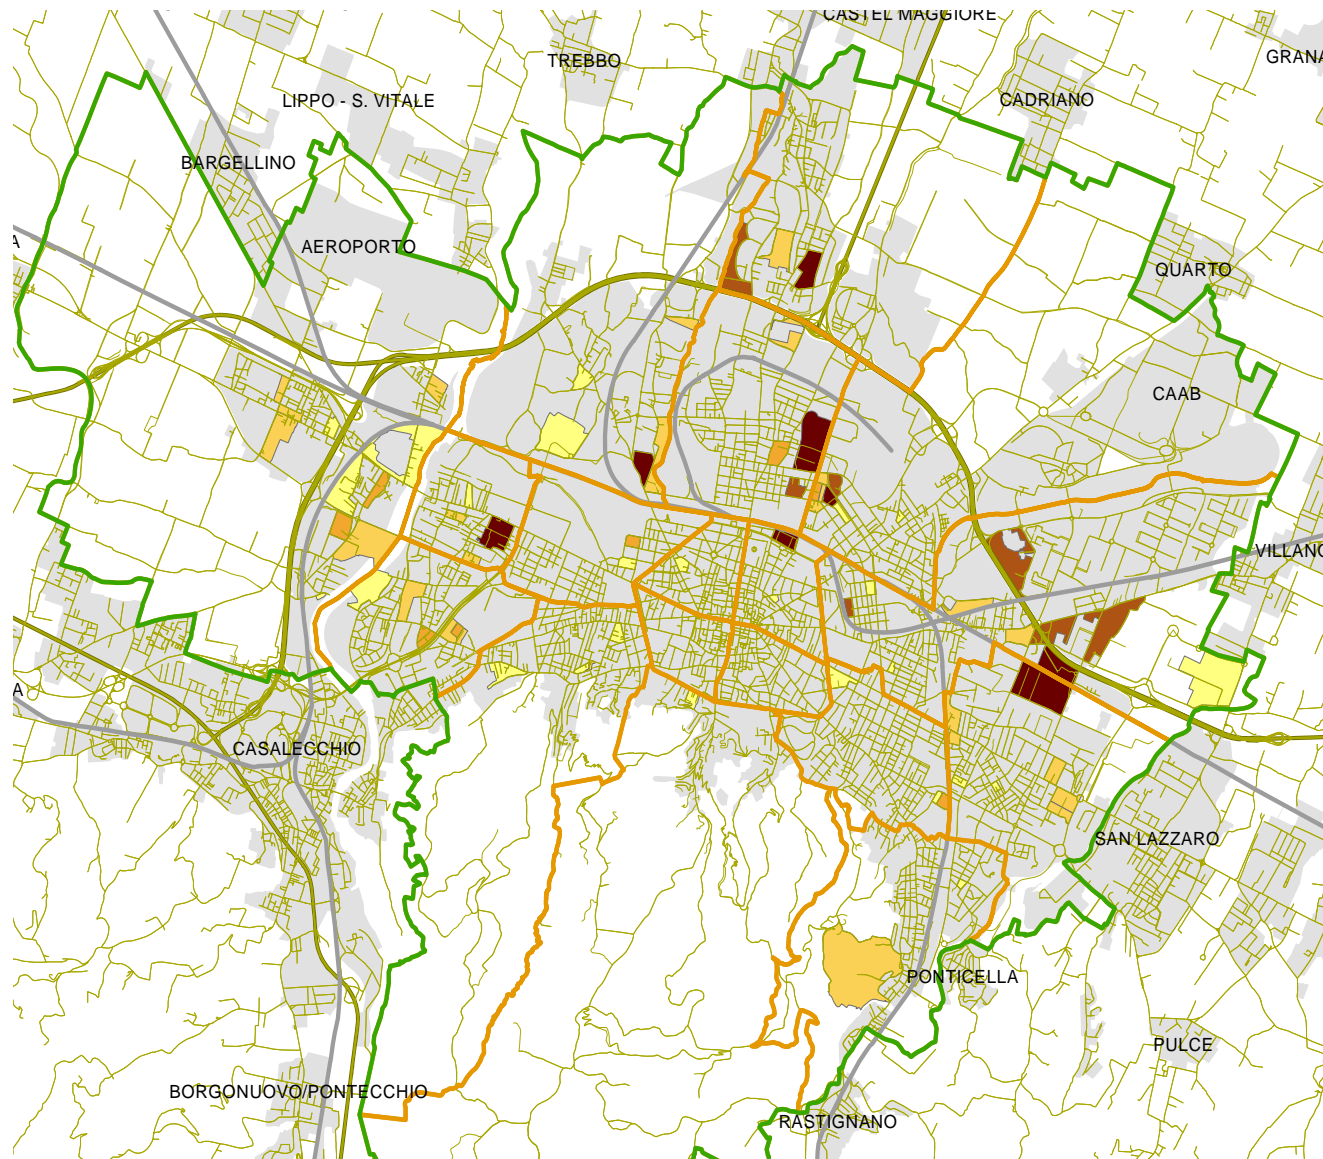 CASTEL MAGGIORE
TREBBO
GRANA
LIPPO - S. VITALE
CADRIANO
BARGELLINO
A
AEROPORTO
QUARTO
CAAB
VILLANO
A
CASALECCHIO
SAN LAZZARO
PONTICELLA
PULCE
BORGONUOVO/PONTECCHIO
RASTIGNANO